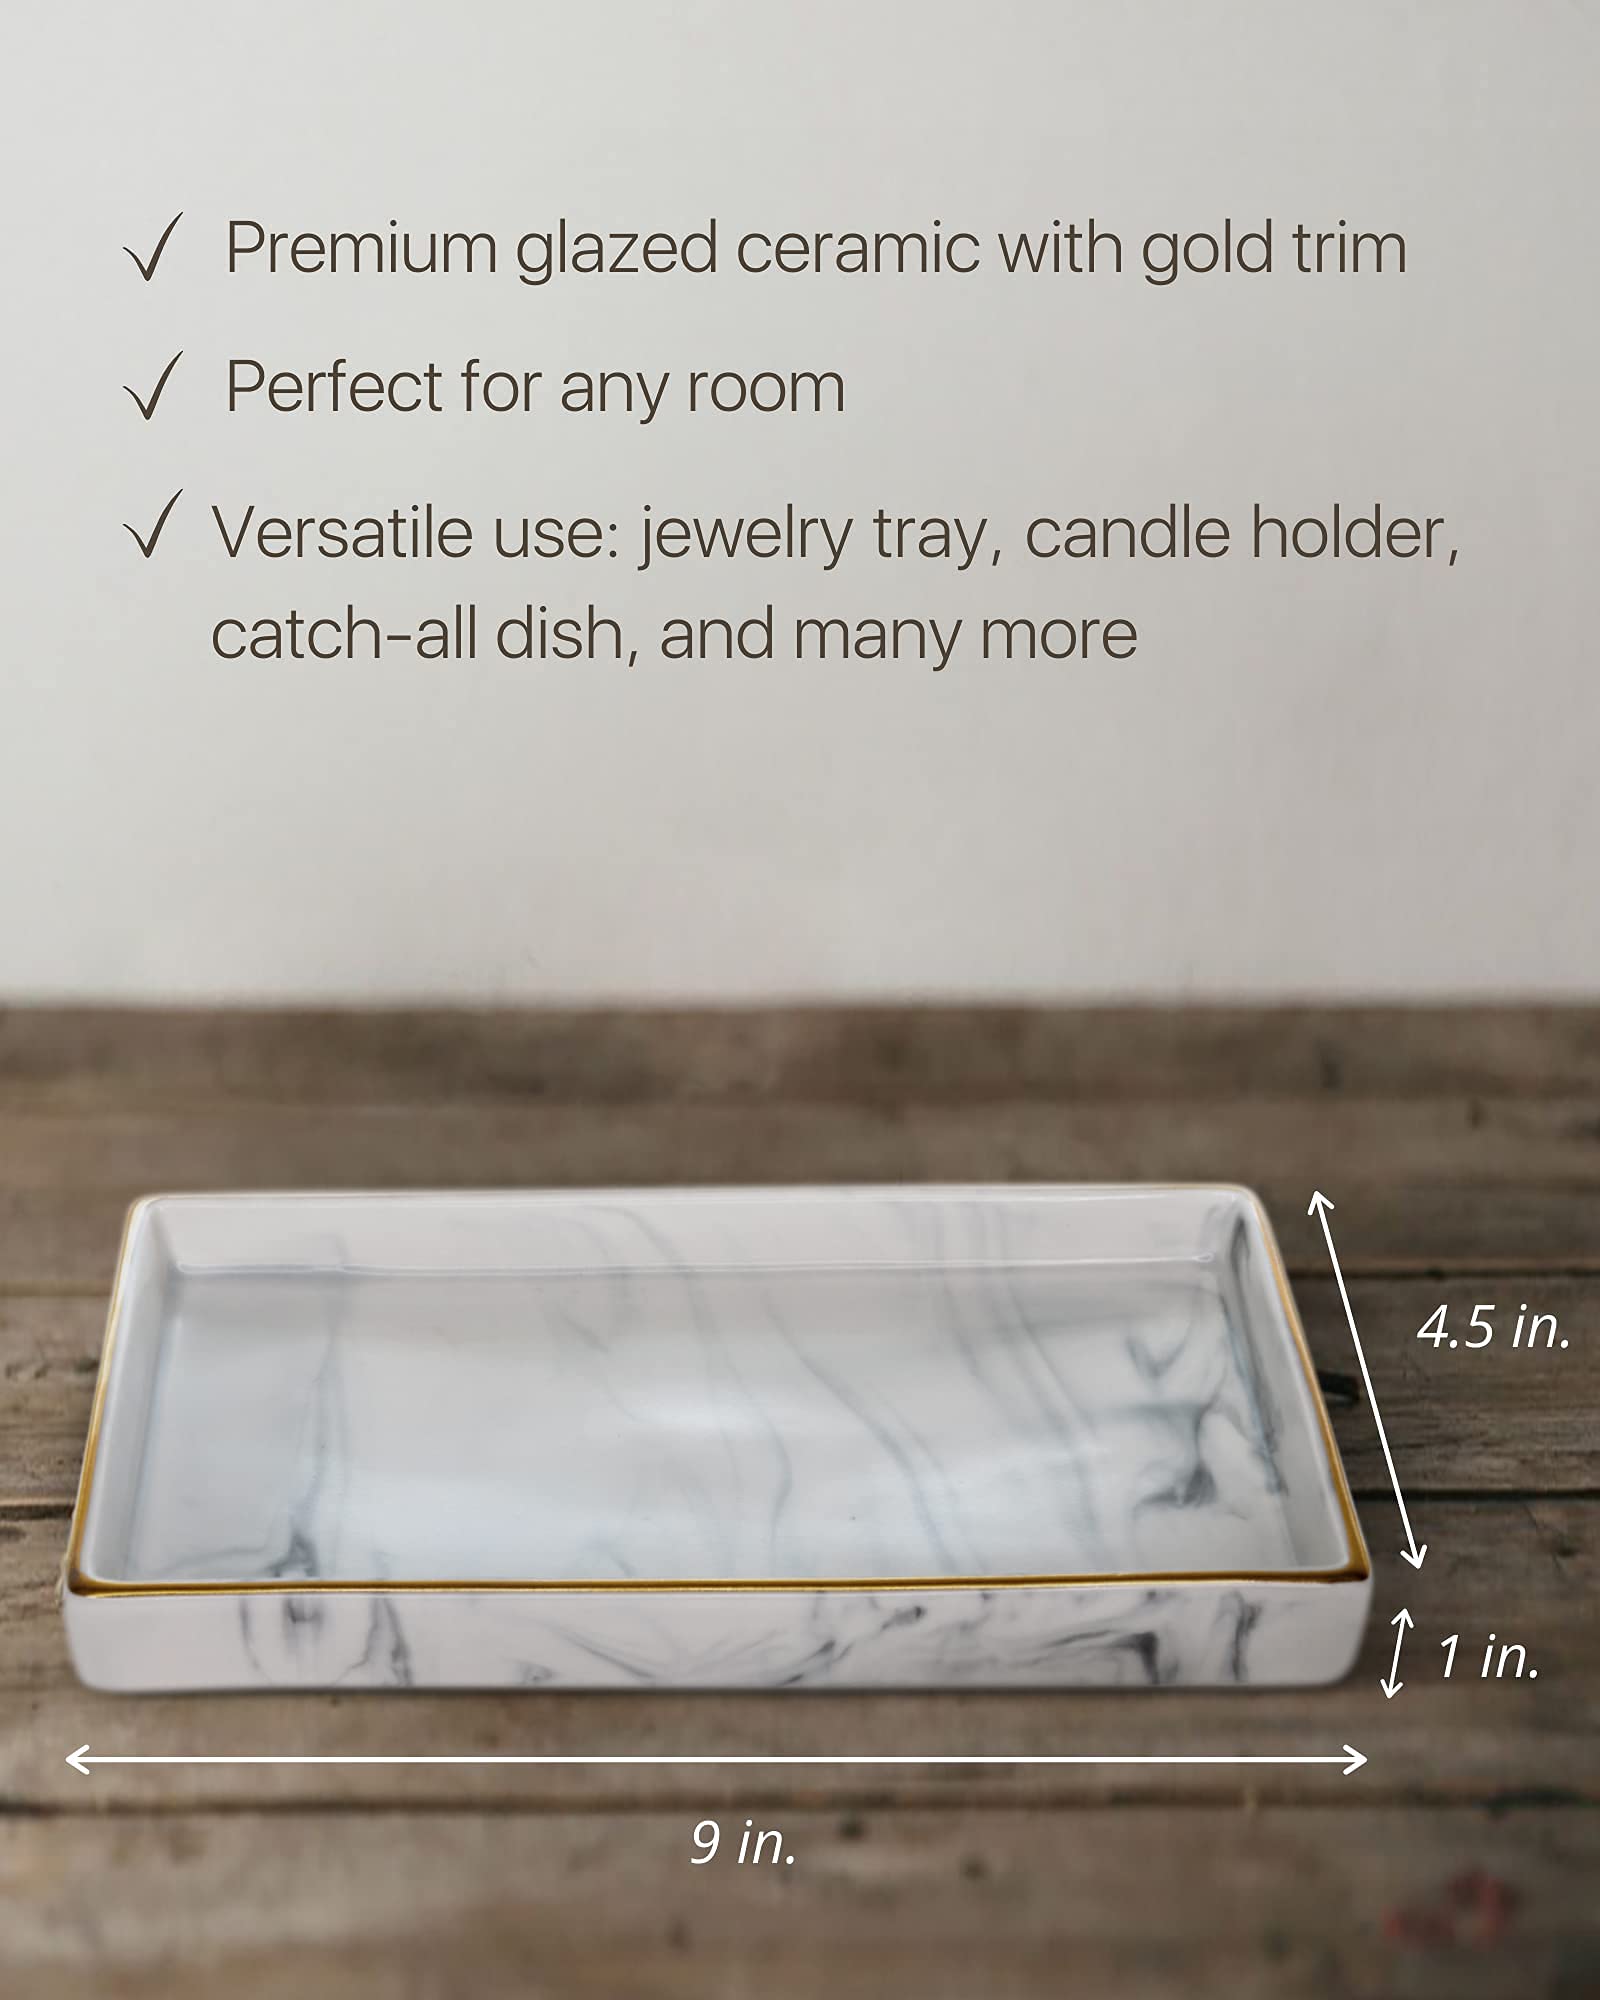 Premium glazed ceramic with gold trim
Perfect for any room
Versatile use: jewelry tray, candle holder,
catch-all dish, and many more
4.5 in.
1 in.
9 in.